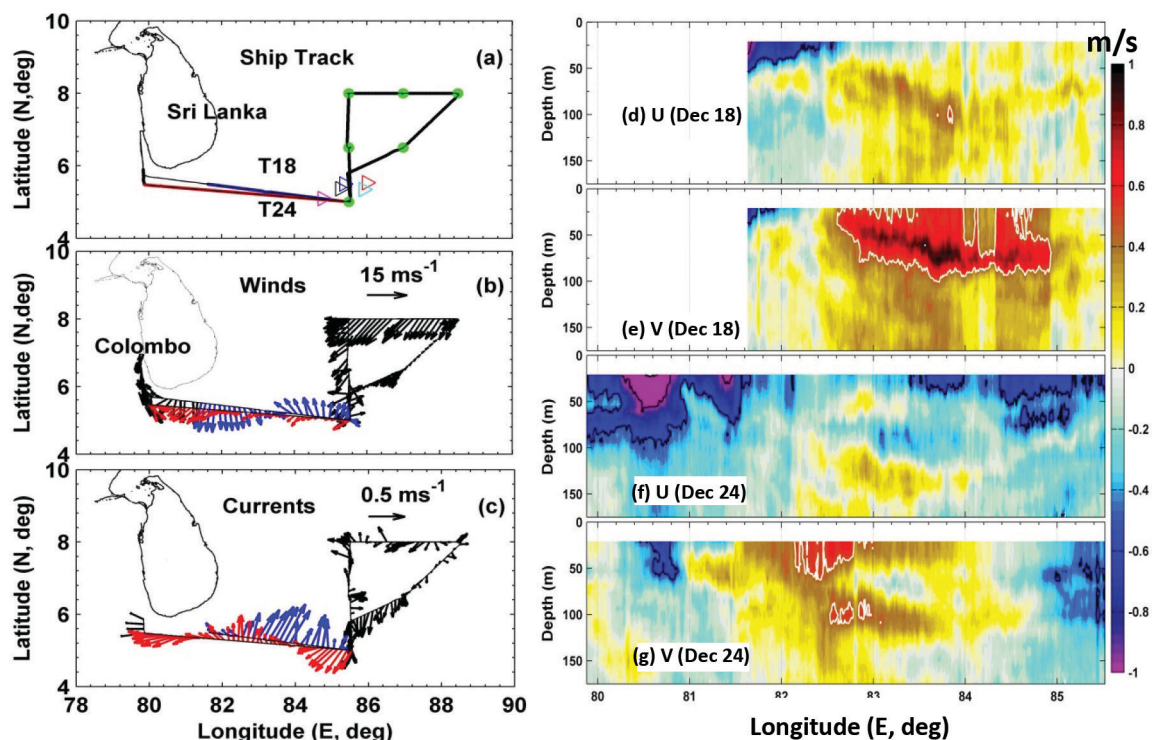 10
8
6
4
Latitude (N,deg)
Ship Track
(a)
Sri Lanka
T18
T24
10
8
6
4
Latitude (N,deg)
Winds
15 ms-1
(b)
Colombo
10
8
6
4
Latitude (N, deg)
Currents
0.5 ms-1
(c)
78 80 82 84 86 88 90
Longitude (E, deg)
0
50
100
150
Depth (m)
(d) U (Dec 18)
0
50
100
150
Depth (m)
(e) V (Dec 18)
0
50
100
150
Depth (m)
(f) U (Dec 24)
0
50
100
150
Depth (m)
(g) V (Dec 24)
80 81 82 83 84 85
Longitude (E, deg)
m/s
1
0.8
0.6
0.4
0.2
0
-0.2
-0.4
-0.6
-0.8
-1